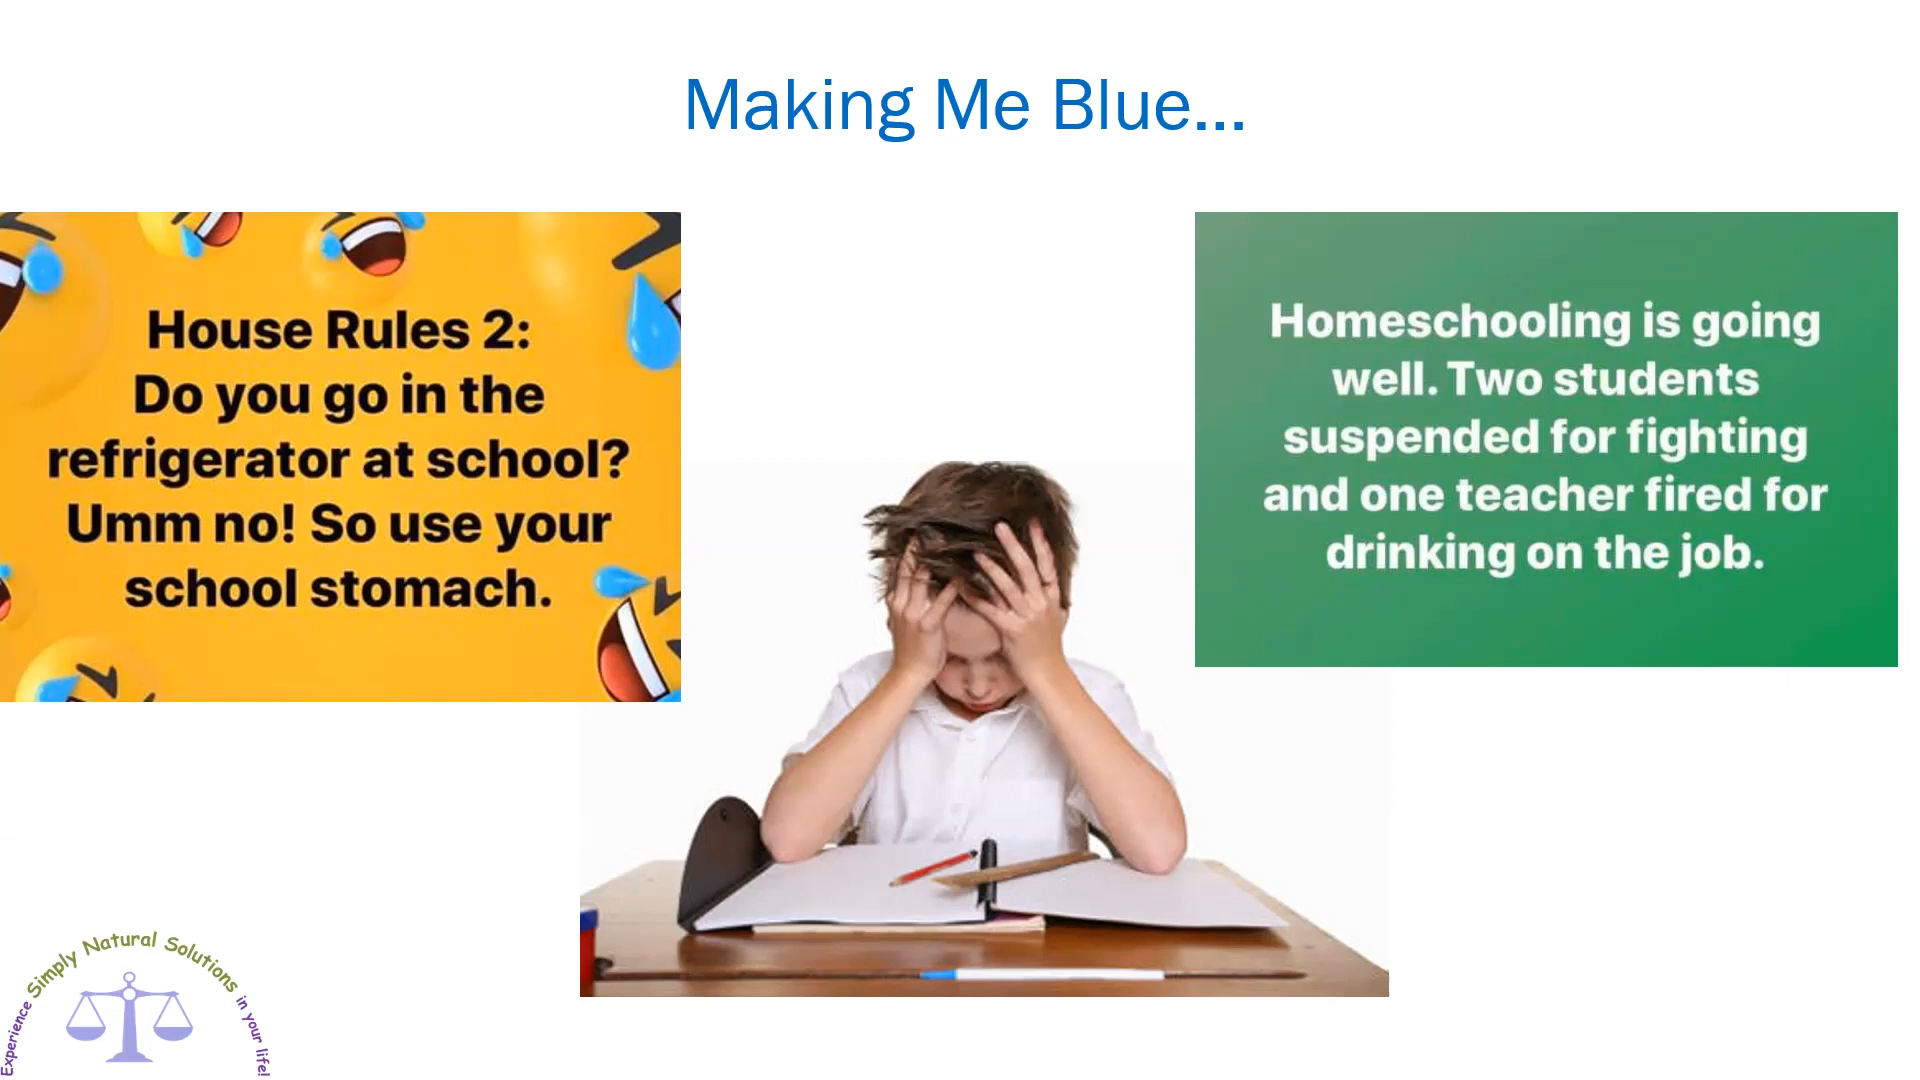 Making Me Blue...
House Rules 2:
Do you go in the
refrigerator at school?
Umm no! So use your
school stomach.
Homeschooling is going
well. Two students
suspended for fighting
and one teacher fired for
drinking on the job.
Experience Simply Natural Solutions in your life!